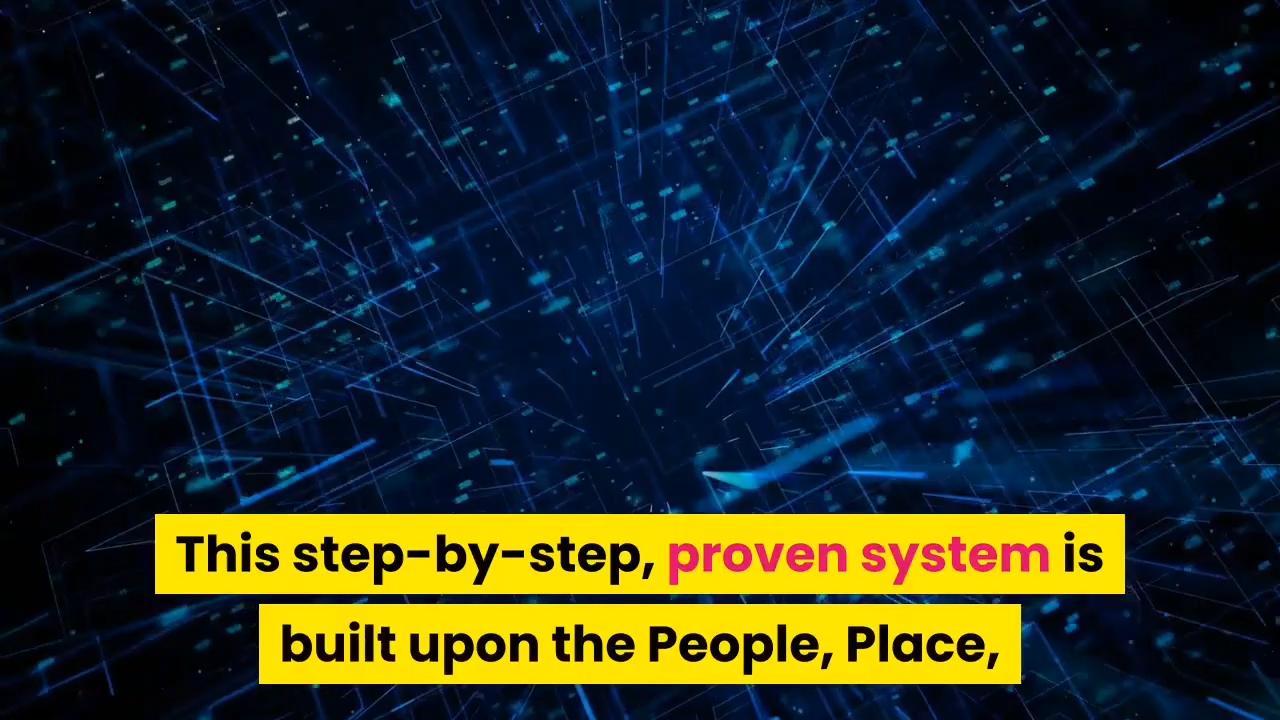 This step-by-step, proven system is
built upon the People, Place,